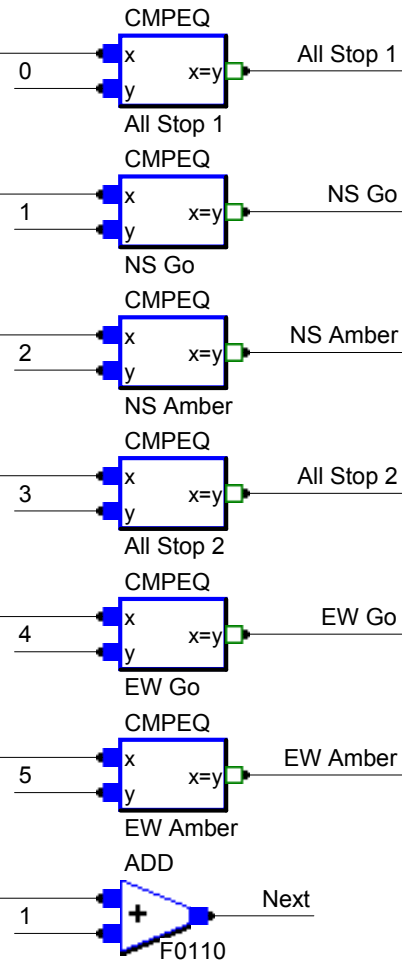 CMPEQ
x
0
x=y
All Stop 1
y
All Stop 1
CMPEQ
x
1
x=y
NS Go
y
NS Go
CMPEQ
x
2
x=y
NS Amber
y
NS Amber
CMPEQ
x
3
x=y
All Stop 2
y
All Stop 2
CMPEQ
x
4
x=y
EW Go
y
EW Go
CMPEQ
x
5
x=y
EW Amber
y
EW Amber
ADD
1
+
Next
F0110